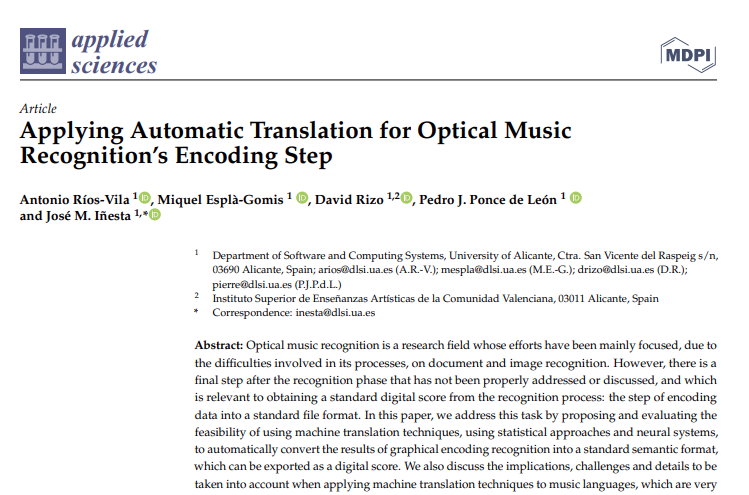 applied
sciences
MDPI
Article
Applying Automatic Translation for Optical Music
Recognition's Encoding Step
Antonio Ríos-Vila 1 iD, Miquel Esplà-Gomis 1 iD, David Rizo 1,2 iD, Pedro J. Ponce de León 1 iD
and José M. Iñesta 1,* iD
1 Department of Software and Computing Systems, University of Alicante, Ctra. San Vicente del Raspeig s/n,
03690 Alicante, Spain; arios@dlsi.ua.es (A.R.-V.); mespla@dlsi.ua.es (M.E.-G.); drizo@dlsi.ua.es (D.R.);
pierre@dlsi.ua.es (P.J.P.d.L.)
2 Instituto Superior de Enseñanzas Artísticas de la Comunidad Valenciana, 03011 Alicante, Spain
* Correspondence: inesta@dlsi.ua.es
Abstract: Optical music recognition is a research field whose efforts have been mainly focused, due to
the difficulties involved in its processes, on document and image recognition. However, there is a
final step after the recognition phase that has not been properly addressed or discussed, and which
is relevant to obtaining a standard digital score from the recognition process: the step of encoding
data into a standard file format. In this paper, we address this task by proposing and evaluating the
feasibility of using machine translation techniques, using statistical approaches and neural systems,
to automatically convert the results of graphical encoding recognition into a standard semantic format,
which can be exported as a digital score. We also discuss the implications, challenges and details to be
taken into account when applying machine translation techniques to music languages, which are very